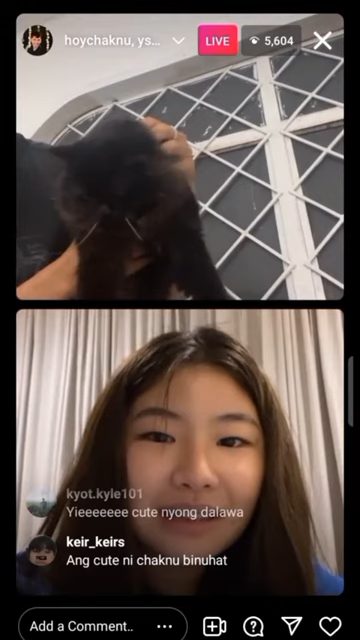 hoychaknu, ys...
LIVE
5,604
kyot.kyle101
Yieeeeeee cute nyong dalawa
keir_keirs
Ang cute ni chaknu binuhat
Add a Comment..